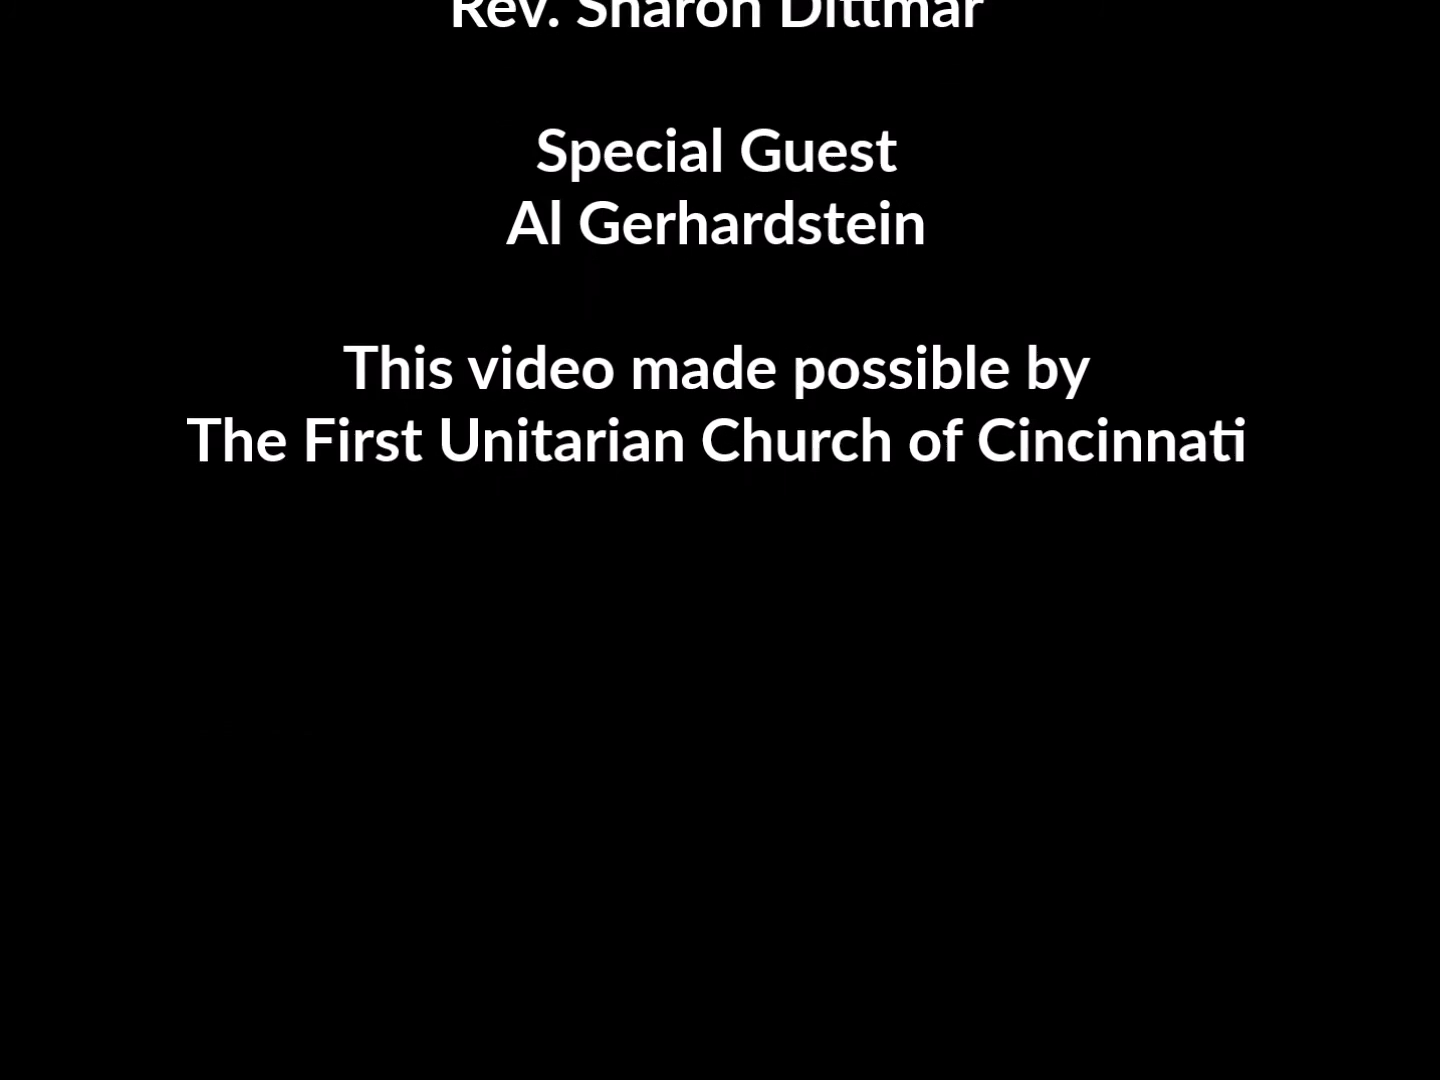 Rev. Sharon Dittmar
Special Guest
Al Gerhardstein
This video made possible by
The First Unitarian Church of Cincinnati